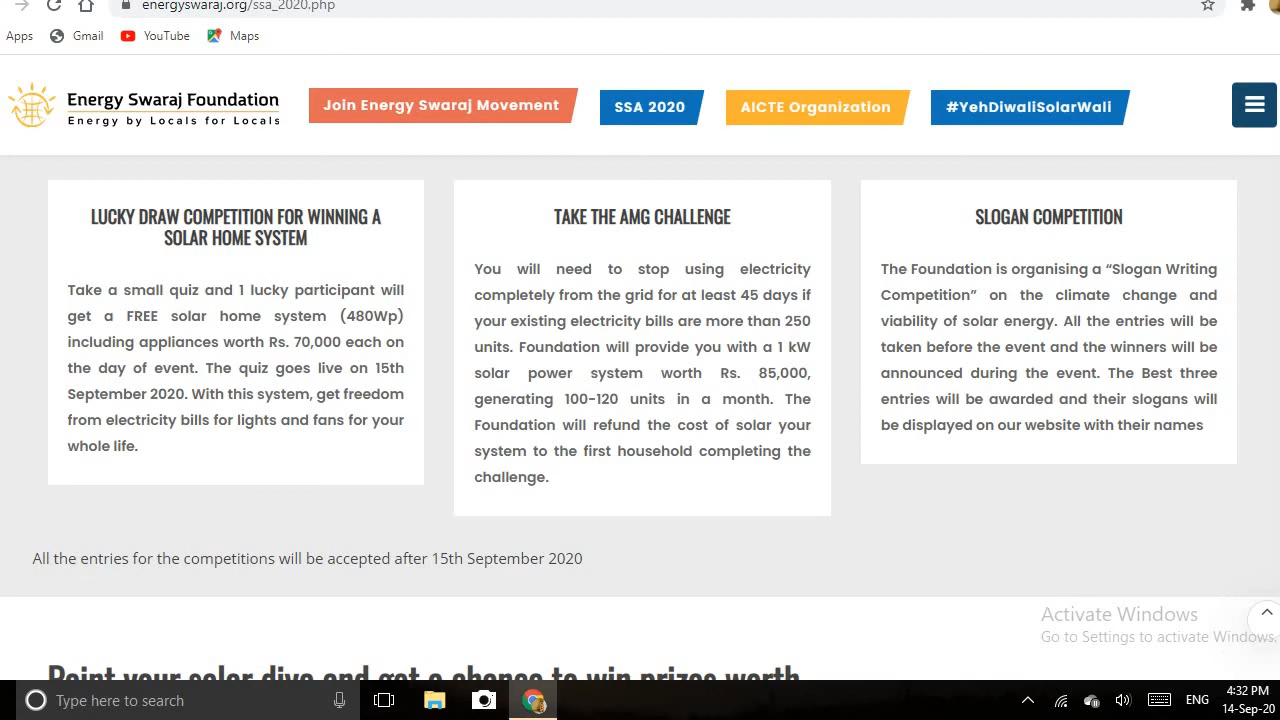 energyswaraj.org/ssa_2020.php
Apps Gmail YouTube Maps
Energy Swaraj Foundation
Energy by Locals for Locals
Join Energy Swaraj Movement
SSA 2020
AICTE Organization
#YehDiwaliSolarWali
LUCKY DRAW COMPETITION FOR WINNING A
SOLAR HOME SYSTEM
Take a small quiz and 1 lucky participant will
get a FREE solar home system (480Wp)
including appliances worth Rs. 70,000 each on
the day of event. The quiz goes live on 15th
September 2020. With this system, get freedom
from electricity bills for lights and fans for your
whole life.
TAKE THE AMG CHALLENGE
You will need to stop using electricity
completely from the grid for at least 45 days if
your existing electricity bills are more than 250
units. Foundation will provide you with a 1 kW
solar power system worth Rs. 85,000,
generating 100-120 units in a month. The
Foundation will refund the cost of solar your
system to the first household completing the
challenge.
SLOGAN COMPETITION
The Foundation is organising a “Slogan Writing
Competition” on the climate change and
viability of solar energy. All the entries will be
taken before the event and the winners will be
announced during the event. The Best three
entries will be awarded and their slogans will
be displayed on our website with their names
All the entries for the competitions will be accepted after 15th September 2020
Activate Windows
Go to Settings to activate Windows.
Point your solar dive and get a chance to win prizes worth
Type here to search
ENG
4:32 PM
14-Sep-20